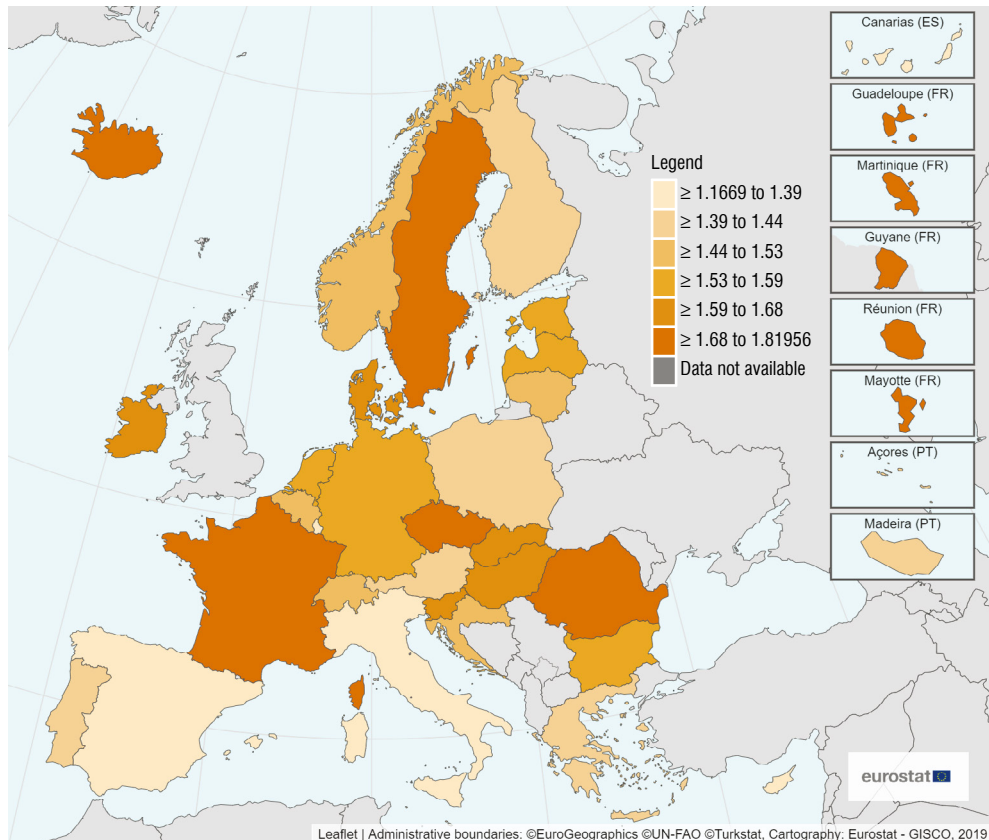 Canarias (ES)
Guadeloupe (FR)
Martinique (FR)
Guyane (FR)
Réunion (FR)
Mayotte (FR)
Açores (PT)
Madeira (PT)
Legend
≥ 1.1669 to 1.39
≥ 1.39 to 1.44
≥ 1.44 to 1.53
≥ 1.53 to 1.59
≥ 1.59 to 1.68
≥ 1.68 to 1.81956
Data not available
eurostat
Leaflet | Administrative boundaries: ©EuroGeographics ©UN-FAO ©Turkstat, Cartography: Eurostat - GISCO, 2019